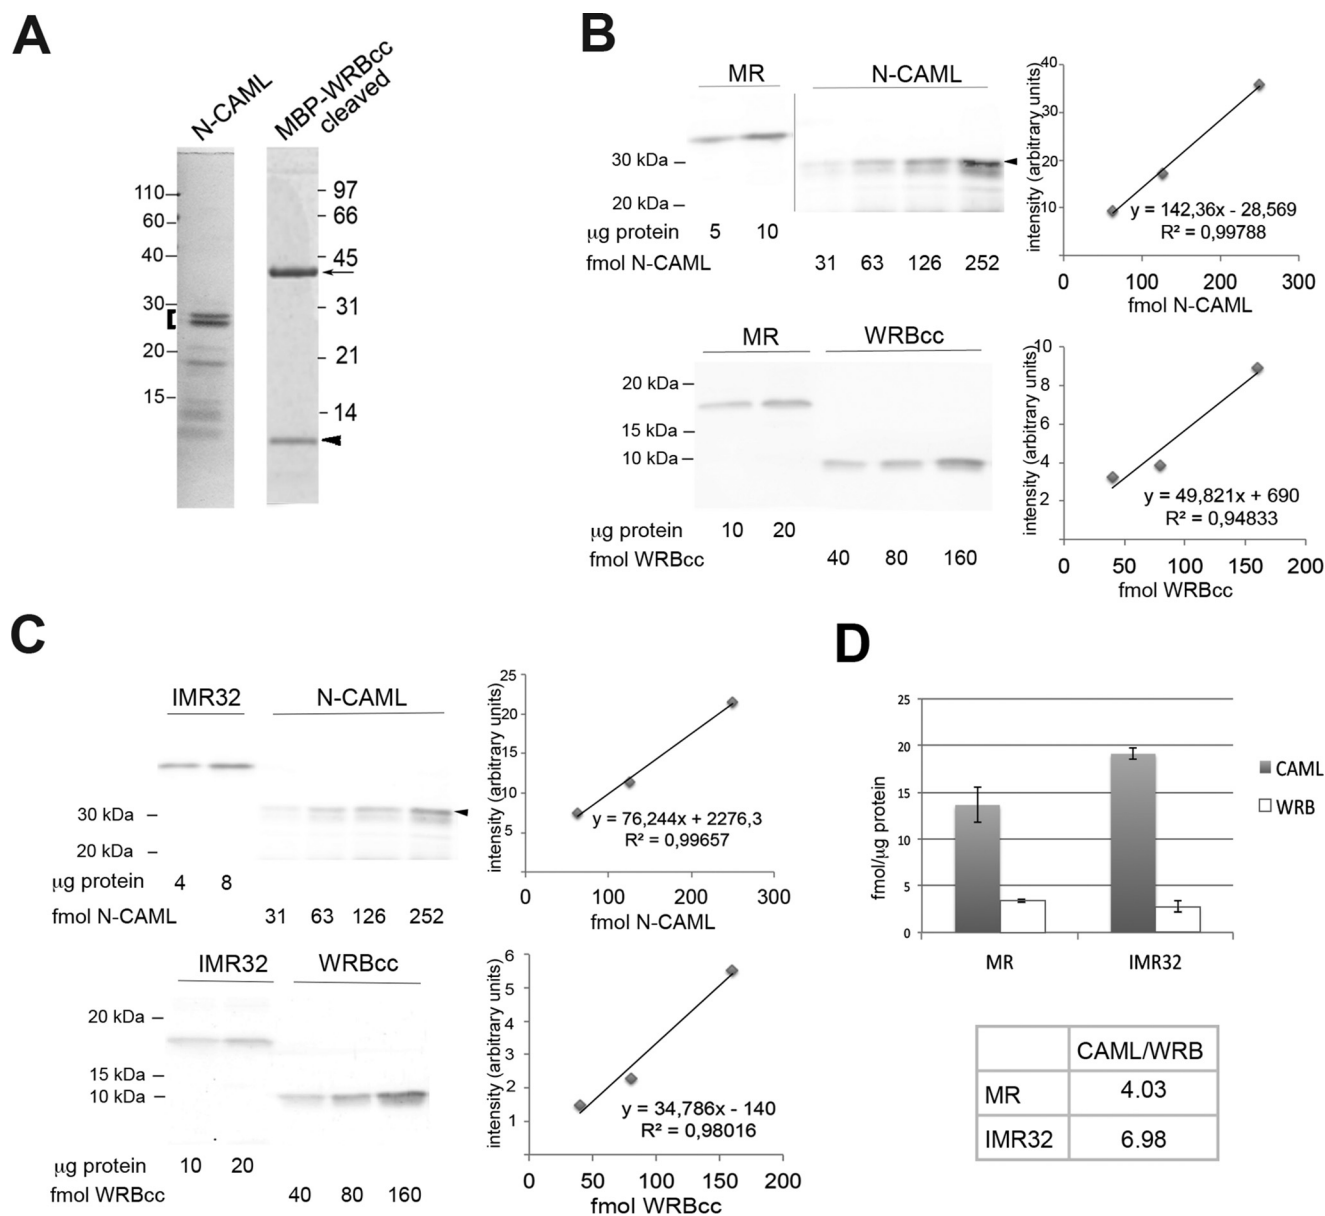 A
N-CAML
MBP-WRBcc
cleaved
110
60
40
30
20
15
97
66
45
31
21
14
B
MR
N-CAML
30 kDa
20 kDa
µg protein 5 10
fmol N-CAML 31 63 126 252
intensity (arbitrary units)
40
30
20
10
y = 142,36x - 28,569
R² = 0,99788
0 100 200 300
fmol N-CAML
MR
WRBcc
20 kDa
15 kDa
10 kDa
µg protein 10 20
fmol WRBcc 40 80 160
intensity (arbitrary units)
10
8
6
4
2
y = 49,821x + 690
R² = 0,94833
0 50 100 150 200
fmol WRBcc
C
IMR32
N-CAML
30 kDa
20 kDa
µg protein 4 8
fmol N-CAML 31 63 126 252
intensity (arbitrary units)
25
20
15
10
5
y = 76,244x + 2276,3
R² = 0,99657
0 100 200 300
fmol N-CAML
IMR32
WRBcc
20 kDa
15 kDa
10 kDa
µg protein 10 20
fmol WRBcc 40 80 160
intensity (arbitrary units)
6
5
4
3
2
1
y = 34,786x - 140
R² = 0,98016
0 50 100 150 200
fmol WRBcc
D
fmol/µg protein
25
20
15
10
5
0
MR IMR32
CAML
WRB
CAML/WRB
MR 4.03
IMR32 6.98